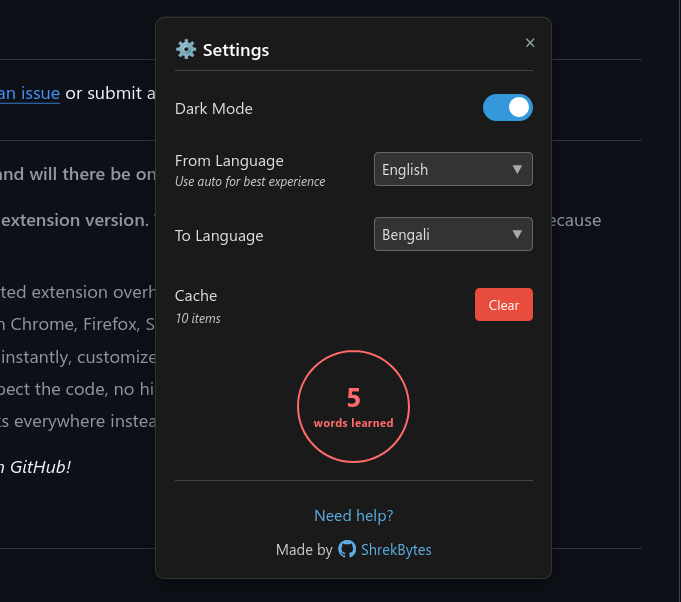 ⚙️ Settings
×
an issue or submit a
Dark Mode
From Language
Use auto for best experience
English
and will there be on
extension version.
ecause
To Language
Bengali
ted extension overh
Cache
10 items
Clear
n Chrome, Firefox, S
instantly, customize
pect the code, no hi
ks everywhere instea
5
words learned
n GitHub!
Need help?
Made by ShrekBytes